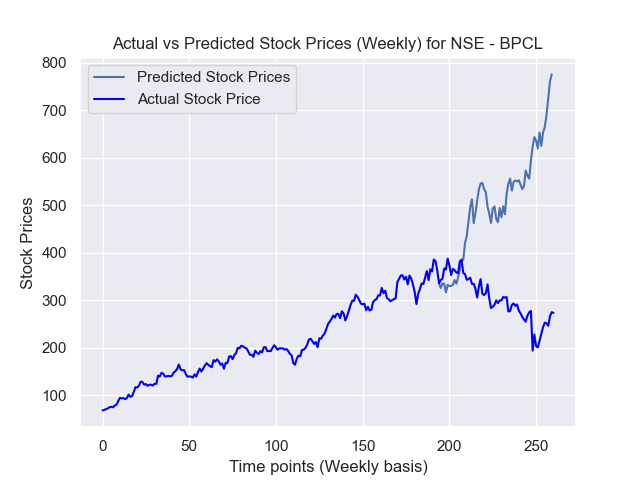 Actual vs Predicted Stock Prices (Weekly) for NSE - BPCL
Predicted Stock Prices
Actual Stock Price
Stock Prices
800
700
600
500
400
300
200
100
0
50
100
150
200
250
Time points (Weekly basis)